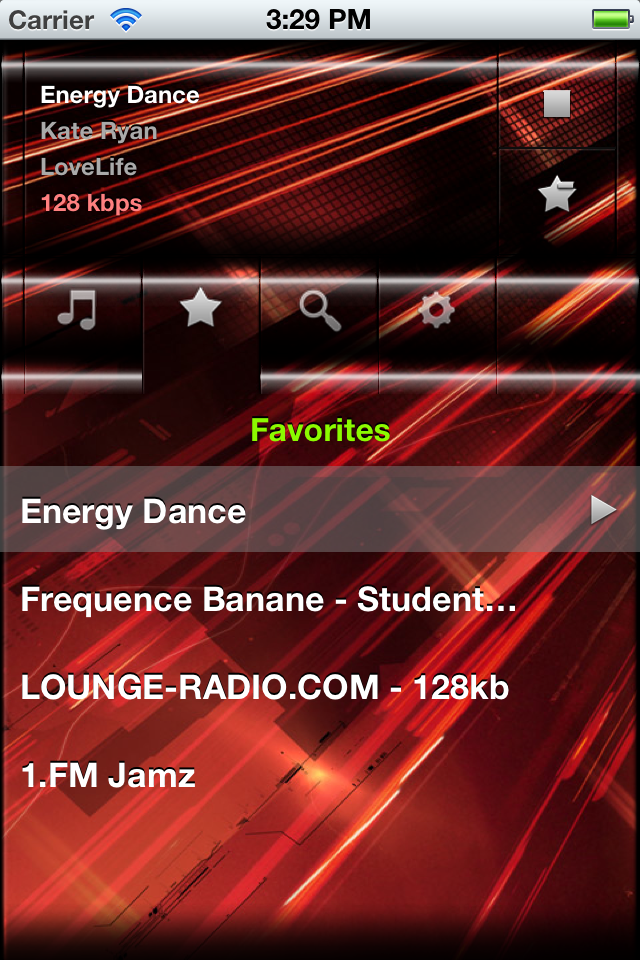 Carrier 3:29 PM
Energy Dance
Kate Ryan
LoveLife
128 kbps
Favorites
Energy Dance
Frequence Banane - Student...
LOUNGE-RADIO.COM - 128kb
1.FM Jamz